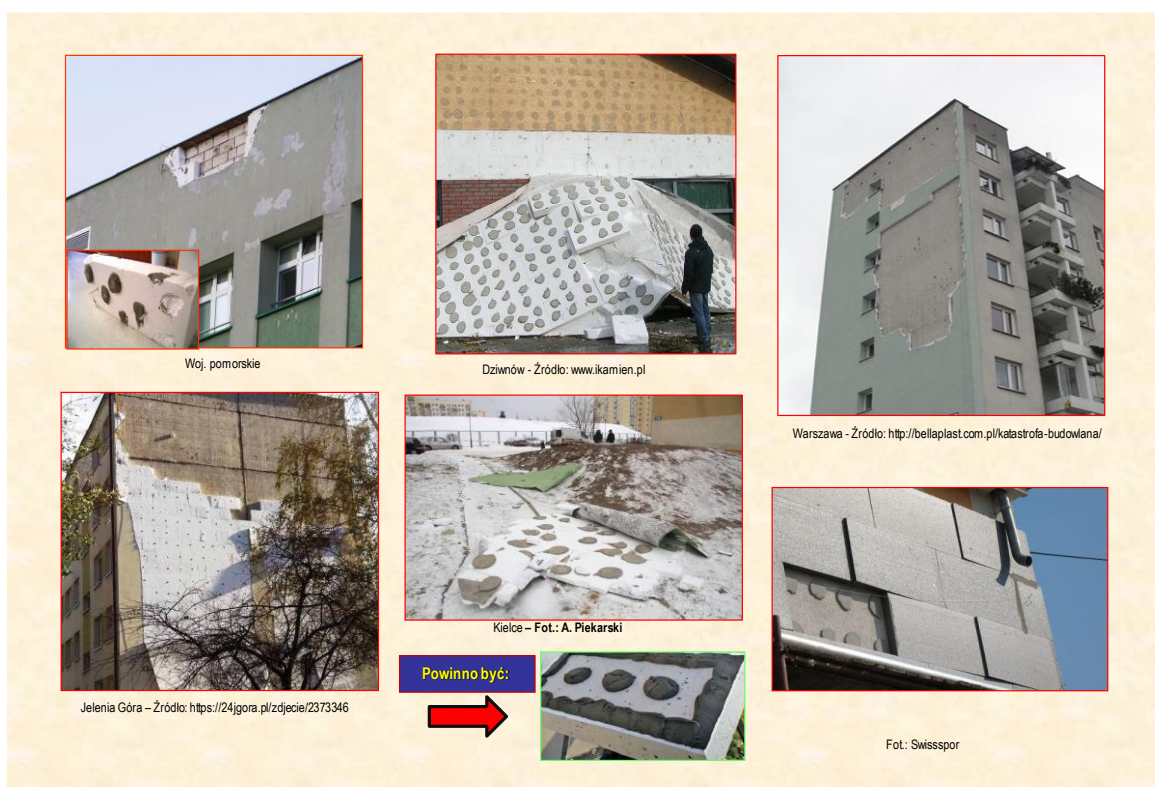 Woj. pomorskie
Dziwnów - Źródło: www.ikamien.pl
Warszawa - Źródło: http://bellaplast.com.pl/katastrofa-budowlana/
Kielce – Fot.: A. Piekarski
Powinno być:
Jelenia Góra – Źródło: https://24jgora.pl/zdjecie/2373346
Fot.: Swissspor